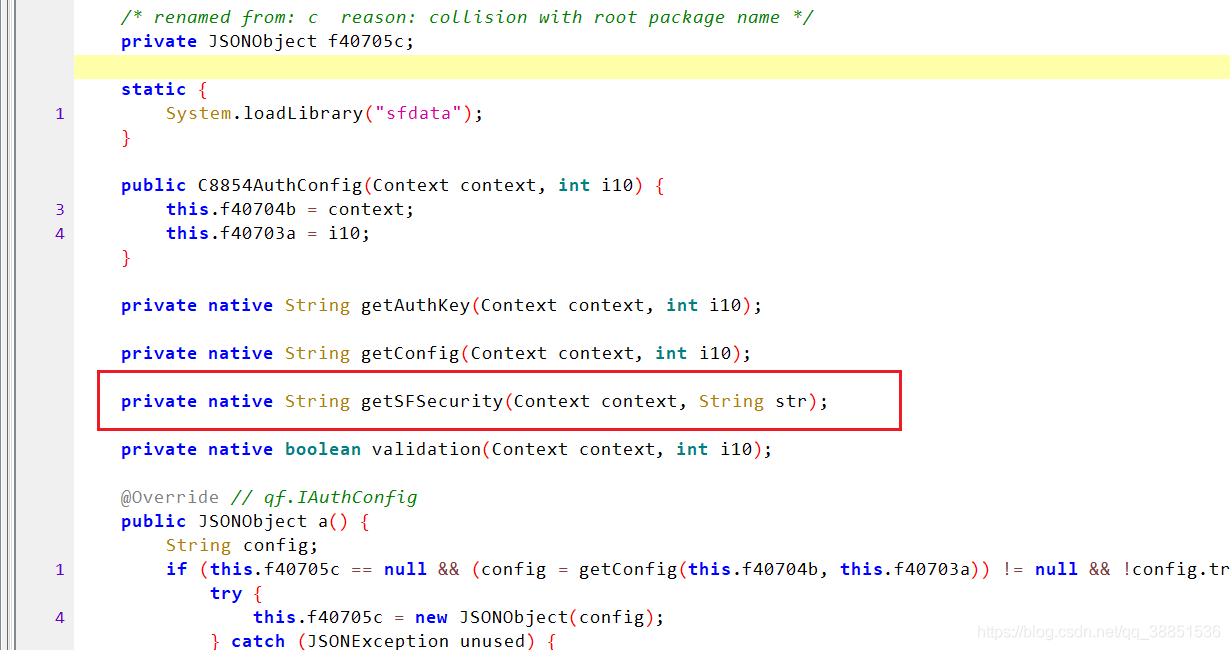 /* renamed from: c  reason: collision with root package name */
private JSONObject f40705c;
static {
1 System.loadLibrary("sfdata");
}
public C8854AuthConfig(Context context, int i10) {
3 this.f40704b = context;
4 this.f40703a = i10;
}
private native String getAuthKey(Context context, int i10);
private native String getConfig(Context context, int i10);
private native String getSFSecurity(Context context, String str);
private native boolean validation(Context context, int i10);
@Override // qf.IAuthConfig
public JSONObject a() {
String config;
1 if (this.f40705c == null && (config = getConfig(this.f40704b, this.f40703a)) != null && !config.tr
try {
4 this.f40705c = new JSONObject(config);
} catch (JSONException unused) {
https://blog.csdn.net/qq_38851536